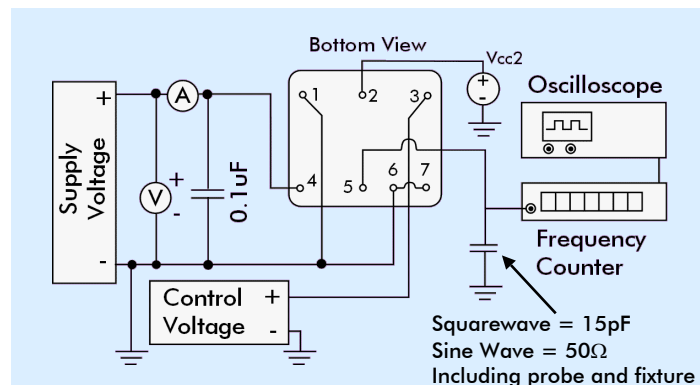 Bottom View
Vcc2
+
-
Oscilloscope
Supply Voltage
+
-
A
V
+
-
0.1uF
1
2
3
4
5
6
7
Frequency
Counter
Control
Voltage
+
-
Squarewave = 15pF
Sine Wave = 50Ω
Including probe and fixture